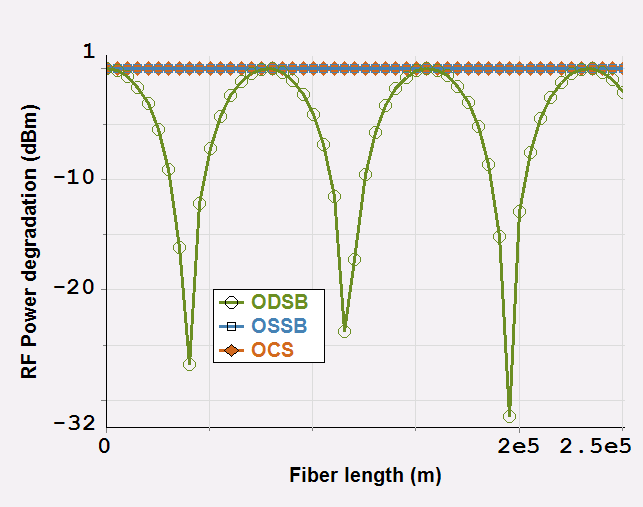 1
RF Power degradation (dBm)
-10
-20
-32
ODSB
OSSB
OCS
0
2e5
2.5e5
Fiber length (m)